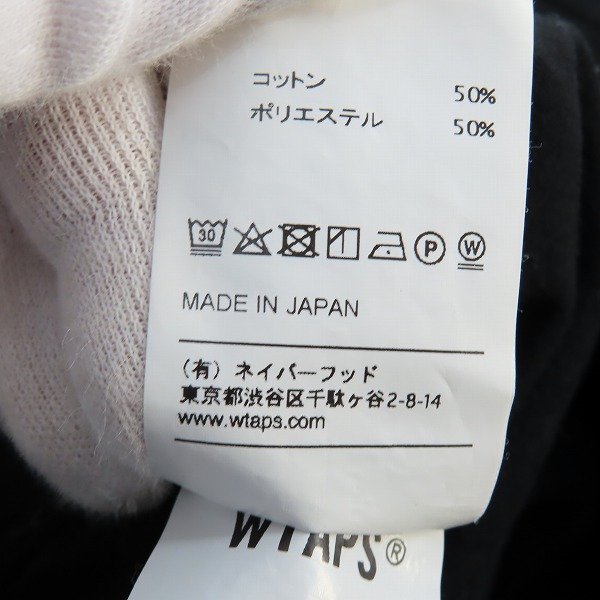 コットン 50%
ポリエステル 50%
30 P W
MADE IN JAPAN
(有) ネイバーフッド
東京都渋谷区千駄ヶ谷2-8-14
www.wtaps.com
WTAPS®